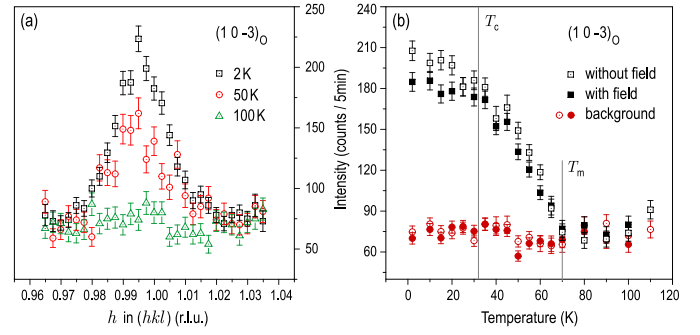 (a)
(1 0 -3)O
2K
50K
100K
250
200
150
100
50
0.96 0.97 0.98 0.99 1.00 1.01 1.02 1.03 1.04
h in (hkl) (r.l.u.)
Intensity (counts / 5min)
(b)
Tc
(1 0 -3)O
without field
with field
background
Tm
240
210
180
150
120
90
60
30
0 20 40 60 80 100 120
Temperature (K)